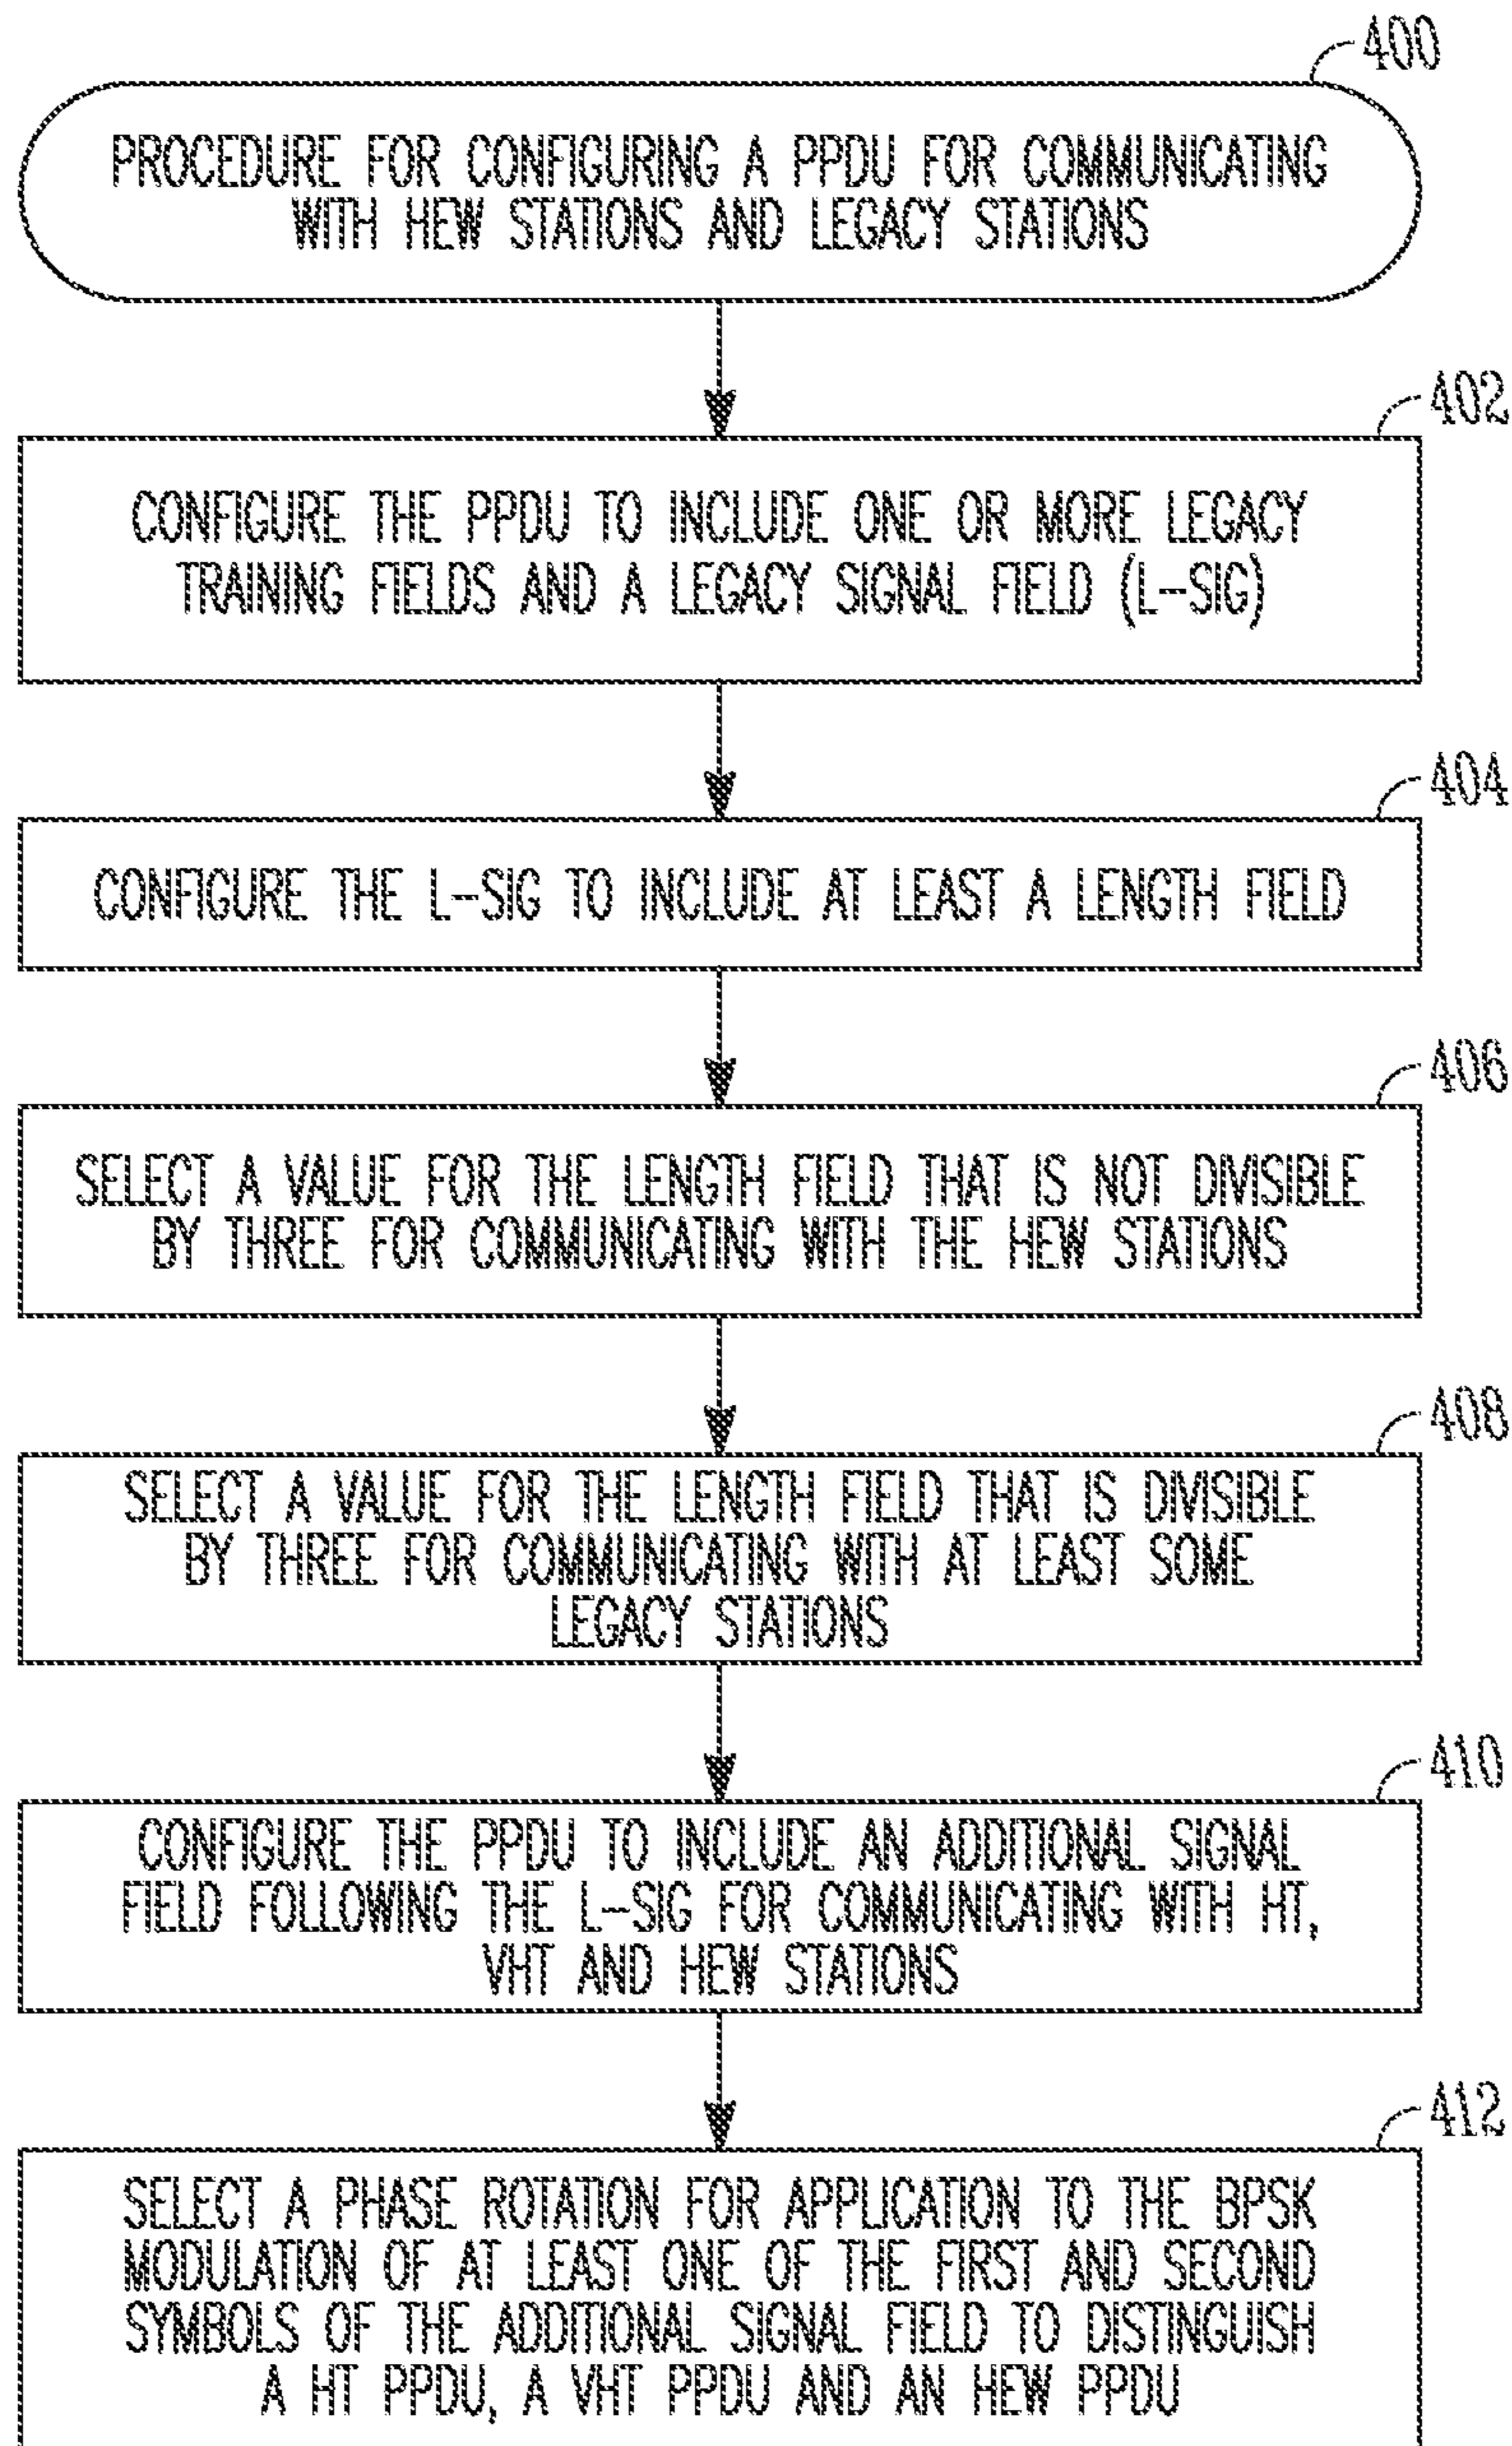 400
PROCEDURE FOR CONFIGURING A PPDU FOR COMMUNICATING
WITH HEW STATIONS AND LEGACY STATIONS
402
CONFIGURE THE PPDU TO INCLUDE ONE OR MORE LEGACY
TRAINING FIELDS AND A LEGACY SIGNAL FIELD (L-SIG)
404
CONFIGURE THE L-SIG TO INCLUDE AT LEAST A LENGTH FIELD
406
SELECT A VALUE FOR THE LENGTH FIELD THAT IS NOT DIVISIBLE
BY THREE FOR COMMUNICATING WITH THE HEW STATIONS
408
SELECT A VALUE FOR THE LENGTH FIELD THAT IS DIVISIBLE
BY THREE FOR COMMUNICATING WITH AT LEAST SOME
LEGACY STATIONS
410
CONFIGURE THE PPDU TO INCLUDE AN ADDITIONAL SIGNAL
FIELD FOLLOWING THE L-SIG FOR COMMUNICATING WITH HT,
VHT AND HEW STATIONS
412
SELECT A PHASE ROTATION FOR APPLICATION TO THE BPSK
MODULATION OF AT LEAST ONE OF THE FIRST AND SECOND
SYMBOLS OF THE ADDITIONAL SIGNAL FIELD TO DISTINGUISH
A HT PPDU, A VHT PPDU AND AN HEW PPDU